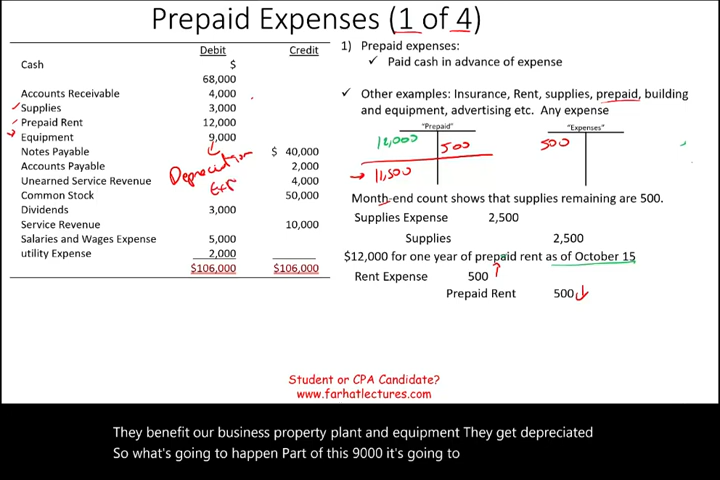 Prepaid Expenses (1 of 4)
Debit Credit
Cash $
68,000
Accounts Receivable 4,000
Supplies 3,000
Prepaid Rent 12,000
Equipment 9,000
Notes Payable $ 40,000
Accounts Payable 2,000
Unearned Service Revenue 4,000
Common Stock 50,000
Dividends 3,000
Service Revenue 10,000
Salaries and Wages Expense 5,000
utility Expense 2,000
$106,000 $106,000
Depreciation
Exp
1) Prepaid expenses:
✓ Paid cash in advance of expense
✓ Other examples: Insurance, Rent, supplies, prepaid, building
and equipment, advertising etc. Any expense
"Prepaid" "Expenses"
12,000 500 500
→ 11,500
Month-end count shows that supplies remaining are 500.
Supplies Expense 2,500
Supplies 2,500
$12,000 for one year of prepaid rent as of October 15
Rent Expense 500 ↑
Prepaid Rent 500 ↓
Student or CPA Candidate?
www.farhatlectures.com
They benefit our business property plant and equipment They get depreciated
So what's going to happen Part of this 9000 it's going to